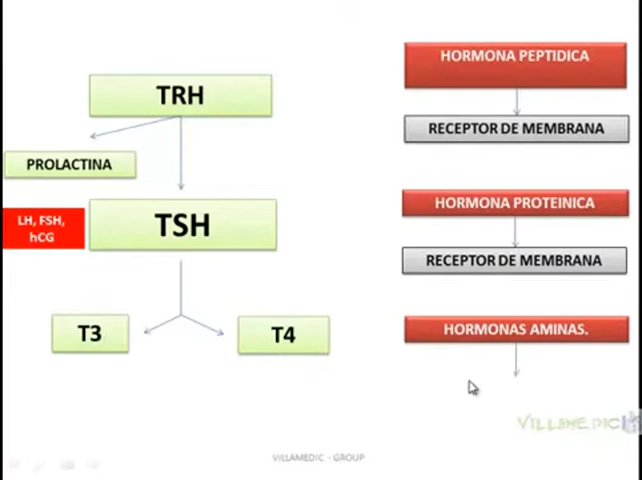 TRH
PROLACTINA
LH, FSH,
hCG
TSH
T3
T4
HORMONA PEPTIDICA
RECEPTOR DE MEMBRANA
HORMONA PROTEINICA
RECEPTOR DE MEMBRANA
HORMONAS AMINAS.
VILLAMEDIC
VILLAMEDIC - GROUP